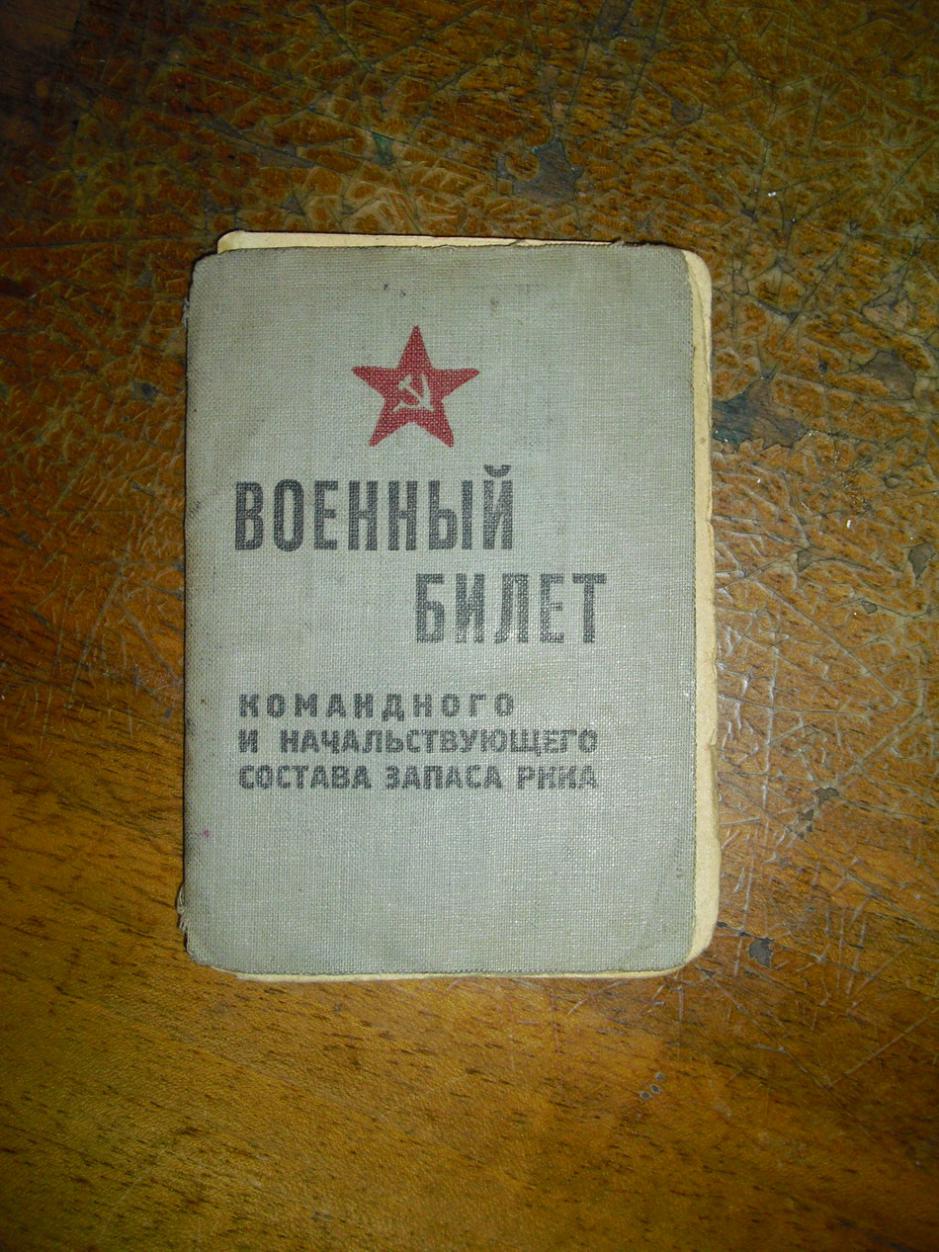 ВОЕННЫЙ
БИЛЕТ
КОМАНДНОГО
И НАЧАЛЬСТВУЮЩЕГО
СОСТАВА ЗАПАСА РККА